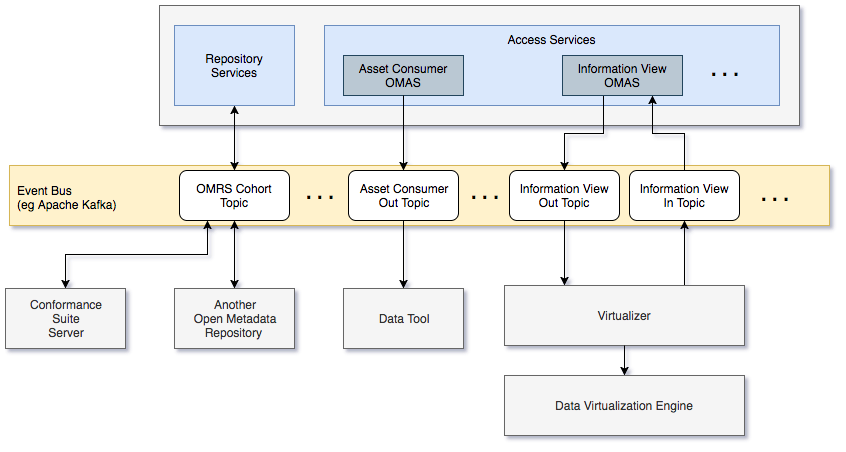 Repository
Services
Access Services
Asset Consumer
OMAS
Information View
OMAS
. . .
Event Bus
(eg Apache Kafka)
OMRS Cohort
Topic
. . .
Asset Consumer
Out Topic
. . .
Information View
Out Topic
Information View
In Topic
. . .
Conformance
Suite
Server
Another
Open Metadata
Repository
Data Tool
Virtualizer
Data Virtualization Engine